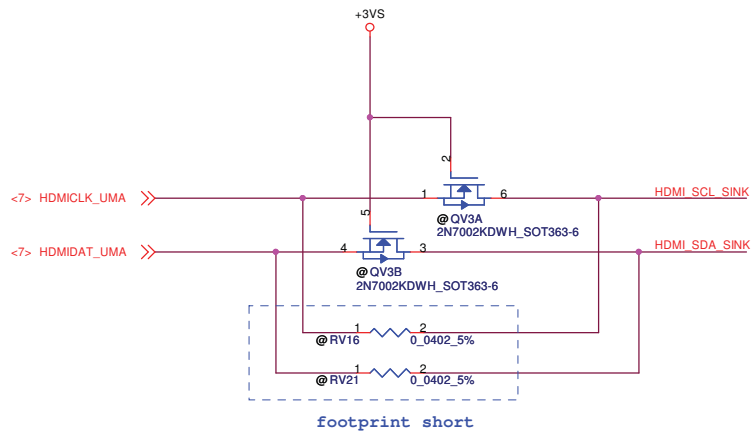 +3VS
2
<7> HDMICLK_UMA
1
6
HDMI_SCL_SINK
@ QV3A
2N7002KDWH_SOT363-6
5
<7> HDMIDAT_UMA
4
3
HDMI_SDA_SINK
@ QV3B
2N7002KDWH_SOT363-6
1
2
@ RV16
0_0402_5%
1
2
@ RV21
0_0402_5%
footprint short